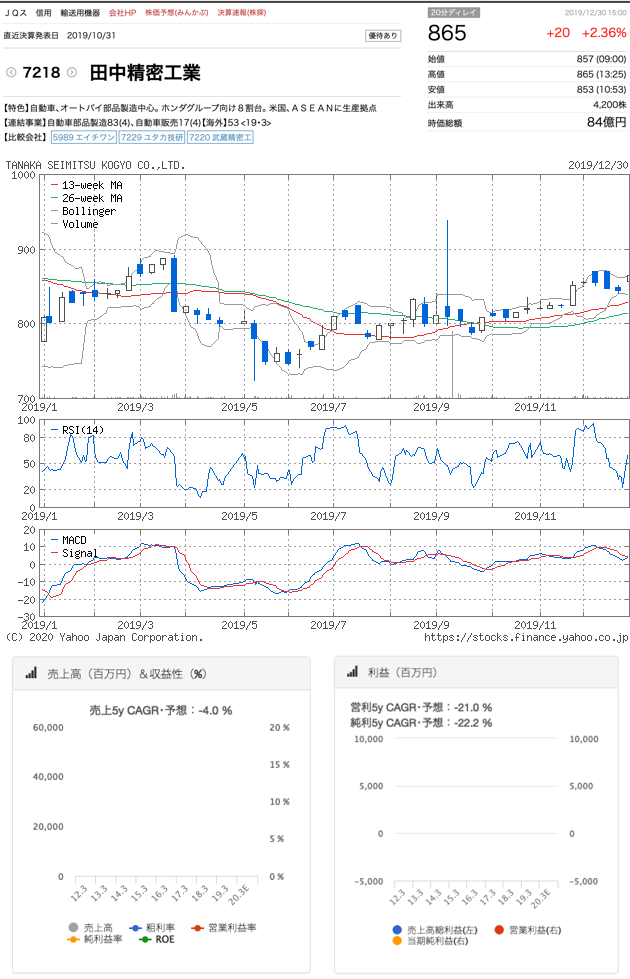 JQス 信用 輸送用機器 会社HP 株価予想(みんかぶ) 決算速報(株探)
直近決算発表日 2019/10/31 優待あり
7218 田中精密工業
【特色】自動車、オートバイ部品製造中心。ホンダグループ向け８割台。米国、ＡＳＥＡＮに生産拠点
【連結事業】自動車部品製造83(4)、自動車販売17(4)【海外】53 <19･3>
【比較会社】 5989 エイチワン 7229 ユタカ技研 7220 武蔵精密工
20分ディレイ 2019/12/30 15:00
865 +20 +2.36%
始値 857 (09:00)
高値 865 (13:25)
安値 853 (10:53)
出来高 4,200株
時価総額 84億円
TANAKA SEIMITSU KOGYO CO.,LTD. 2019/12/30
1000
900
800
700
13-week MA
26-week MA
Bollinger
Volume
2019/1 2019/3 2019/5 2019/7 2019/9 2019/11
100
80
50
20
0
RSI(14)
2019/1 2019/3 2019/5 2019/7 2019/9 2019/11
20
10
0
-10
-20
-30
MACD
Signal
2019/1 2019/3 2019/5 2019/7 2019/9 2019/11
(C) 2020 Yahoo Japan Corporation. https://stocks.finance.yahoo.co.jp
売上高（百万円）＆収益性（%）
売上5y CAGR･予想：-4.0 %
60,000
40,000
20,000
0
20 %
15 %
10 %
5 %
0 %
12.3 13.3 14.3 15.3 16.3 17.3 18.3 19.3 20.3E
売上高 粗利率 営業利益率
純利益率 ROE
利益（百万円）
営利5y CAGR･予想：-21.0 %
純利5y CAGR･予想：-22.2 %
10,000
5,000
0
-5,000
10,000
5,000
0
-5,000
12.3 13.3 14.3 15.3 16.3 17.3 18.3 19.3 20.3E
売上高総利益(左) 営業利益(右)
当期純利益(右)